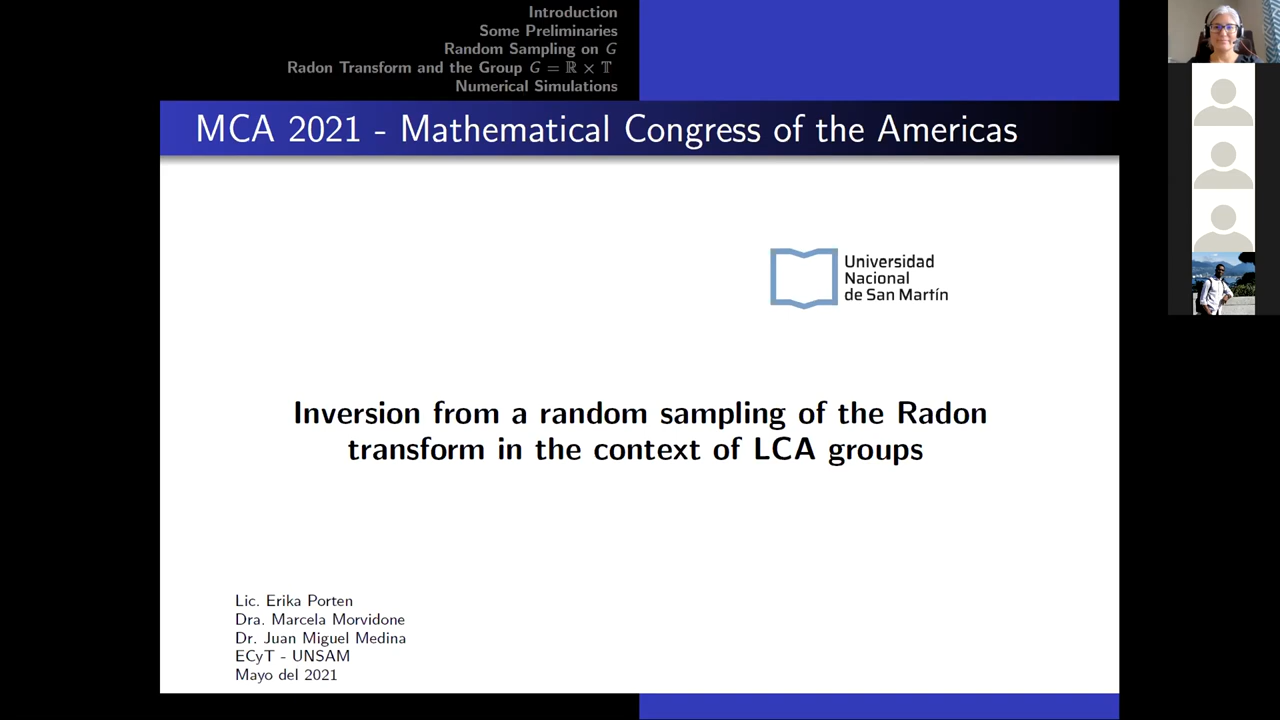 Introduction
Some Preliminaries
Random Sampling on G
Radon Transform and the Group G = ℝ × 𝕋
Numerical Simulations
MCA 2021 - Mathematical Congress of the Americas
Universidad
Nacional
de San Martín
Inversion from a random sampling of the Radon
transform in the context of LCA groups
Lic. Erika Porten
Dra. Marcela Morvidone
Dr. Juan Miguel Medina
ECyT - UNSAM
Mayo del 2021